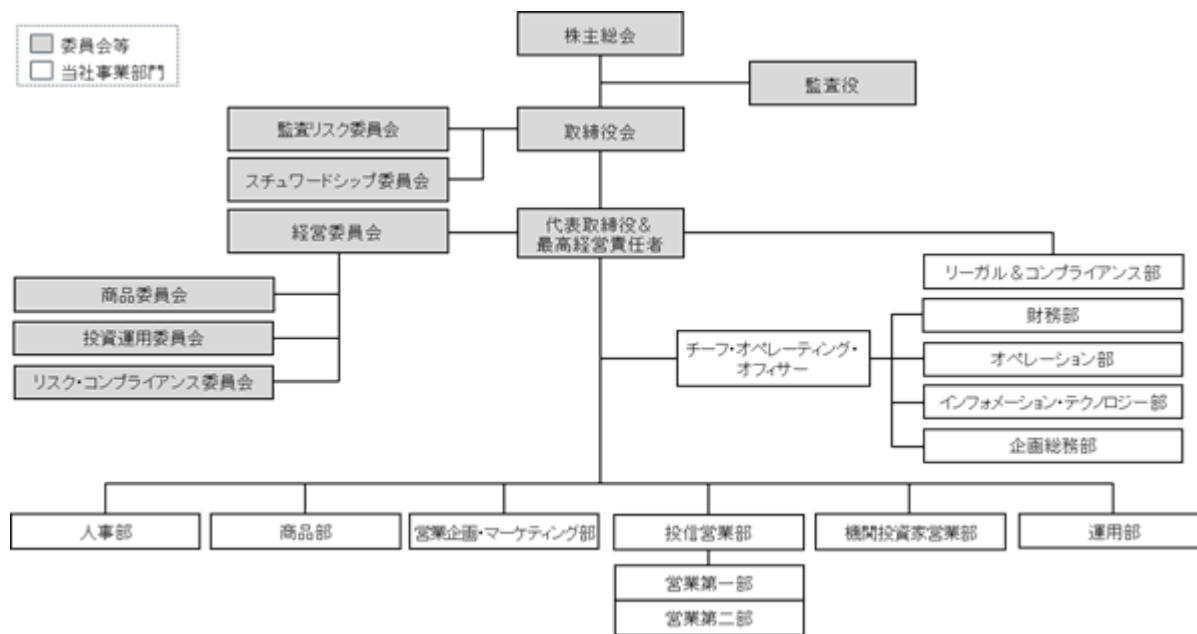 委員会等
当社事業部門
株主総会
監査役
監査リスク委員会
取締役会
スチュワードシップ委員会
経営委員会
代表取締役＆
最高経営責任者
リーガル＆コンプライアンス部
商品委員会
財務部
投資運用委員会
チーフ・オペレーティング・
オフィサー
オペレーション部
リスク・コンプライアンス委員会
インフォメーション・テクノロジー部
企画総務部
人事部
商品部
営業企画・マーケティング部
投信営業部
機関投資家営業部
運用部
営業第一部
営業第二部